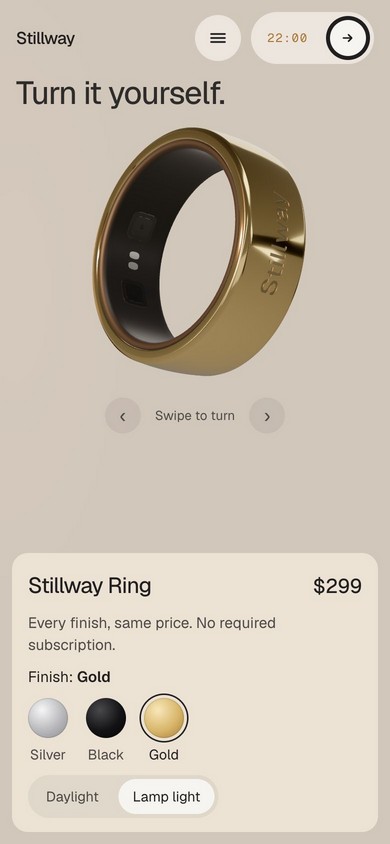 Stillway
22:00
Turn it yourself.
Stillway
Swipe to turn
Stillway Ring
$299
Every finish, same price. No required
subscription.
Finish: Gold
Silver
Black
Gold
Daylight
Lamp light